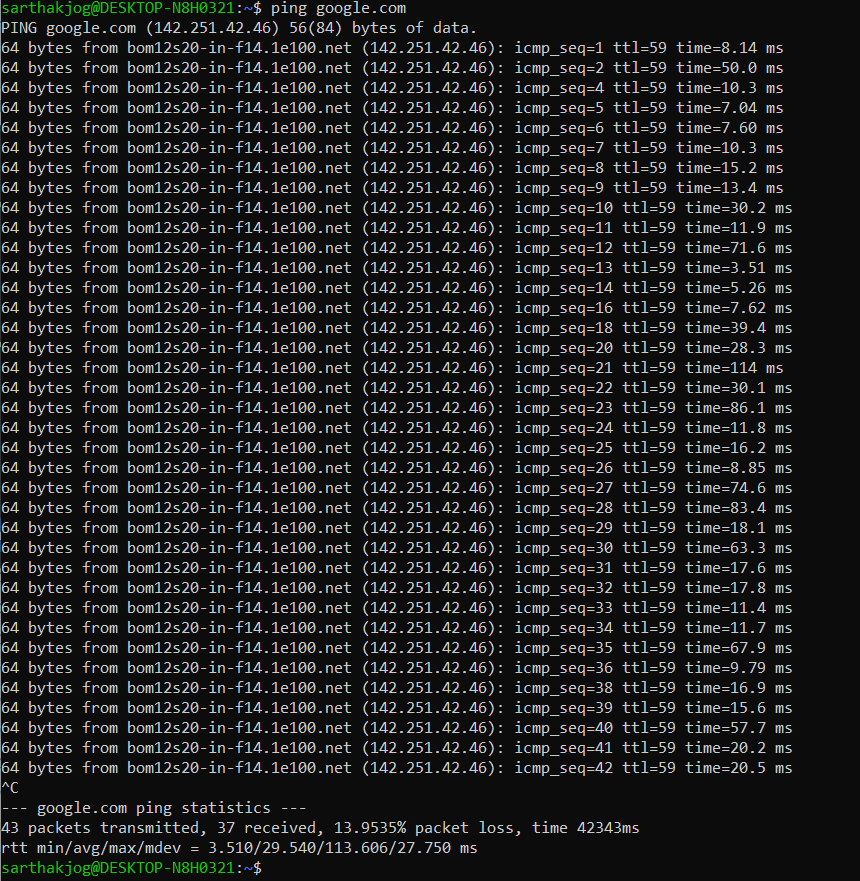 sarthakjog@DESKTOP-N8H0321:~$ ping google.com
PING google.com (142.251.42.46) 56(84) bytes of data.
64 bytes from bom12s20-in-f14.1e100.net (142.251.42.46): icmp_seq=1 ttl=59 time=8.14 ms
64 bytes from bom12s20-in-f14.1e100.net (142.251.42.46): icmp_seq=2 ttl=59 time=50.0 ms
64 bytes from bom12s20-in-f14.1e100.net (142.251.42.46): icmp_seq=4 ttl=59 time=10.3 ms
64 bytes from bom12s20-in-f14.1e100.net (142.251.42.46): icmp_seq=5 ttl=59 time=7.04 ms
64 bytes from bom12s20-in-f14.1e100.net (142.251.42.46): icmp_seq=6 ttl=59 time=7.60 ms
64 bytes from bom12s20-in-f14.1e100.net (142.251.42.46): icmp_seq=7 ttl=59 time=10.3 ms
64 bytes from bom12s20-in-f14.1e100.net (142.251.42.46): icmp_seq=8 ttl=59 time=15.2 ms
64 bytes from bom12s20-in-f14.1e100.net (142.251.42.46): icmp_seq=9 ttl=59 time=13.4 ms
64 bytes from bom12s20-in-f14.1e100.net (142.251.42.46): icmp_seq=10 ttl=59 time=30.2 ms
64 bytes from bom12s20-in-f14.1e100.net (142.251.42.46): icmp_seq=11 ttl=59 time=11.9 ms
64 bytes from bom12s20-in-f14.1e100.net (142.251.42.46): icmp_seq=12 ttl=59 time=71.6 ms
64 bytes from bom12s20-in-f14.1e100.net (142.251.42.46): icmp_seq=13 ttl=59 time=3.51 ms
64 bytes from bom12s20-in-f14.1e100.net (142.251.42.46): icmp_seq=14 ttl=59 time=5.26 ms
64 bytes from bom12s20-in-f14.1e100.net (142.251.42.46): icmp_seq=16 ttl=59 time=7.62 ms
64 bytes from bom12s20-in-f14.1e100.net (142.251.42.46): icmp_seq=18 ttl=59 time=39.4 ms
64 bytes from bom12s20-in-f14.1e100.net (142.251.42.46): icmp_seq=20 ttl=59 time=28.3 ms
64 bytes from bom12s20-in-f14.1e100.net (142.251.42.46): icmp_seq=21 ttl=59 time=114 ms
64 bytes from bom12s20-in-f14.1e100.net (142.251.42.46): icmp_seq=22 ttl=59 time=30.1 ms
64 bytes from bom12s20-in-f14.1e100.net (142.251.42.46): icmp_seq=23 ttl=59 time=86.1 ms
64 bytes from bom12s20-in-f14.1e100.net (142.251.42.46): icmp_seq=24 ttl=59 time=11.8 ms
64 bytes from bom12s20-in-f14.1e100.net (142.251.42.46): icmp_seq=25 ttl=59 time=16.2 ms
64 bytes from bom12s20-in-f14.1e100.net (142.251.42.46): icmp_seq=26 ttl=59 time=8.85 ms
64 bytes from bom12s20-in-f14.1e100.net (142.251.42.46): icmp_seq=27 ttl=59 time=74.6 ms
64 bytes from bom12s20-in-f14.1e100.net (142.251.42.46): icmp_seq=28 ttl=59 time=83.4 ms
64 bytes from bom12s20-in-f14.1e100.net (142.251.42.46): icmp_seq=29 ttl=59 time=18.1 ms
64 bytes from bom12s20-in-f14.1e100.net (142.251.42.46): icmp_seq=30 ttl=59 time=63.3 ms
64 bytes from bom12s20-in-f14.1e100.net (142.251.42.46): icmp_seq=31 ttl=59 time=17.6 ms
64 bytes from bom12s20-in-f14.1e100.net (142.251.42.46): icmp_seq=32 ttl=59 time=17.8 ms
64 bytes from bom12s20-in-f14.1e100.net (142.251.42.46): icmp_seq=33 ttl=59 time=11.4 ms
64 bytes from bom12s20-in-f14.1e100.net (142.251.42.46): icmp_seq=34 ttl=59 time=11.7 ms
64 bytes from bom12s20-in-f14.1e100.net (142.251.42.46): icmp_seq=35 ttl=59 time=67.9 ms
64 bytes from bom12s20-in-f14.1e100.net (142.251.42.46): icmp_seq=36 ttl=59 time=9.79 ms
64 bytes from bom12s20-in-f14.1e100.net (142.251.42.46): icmp_seq=38 ttl=59 time=16.9 ms
64 bytes from bom12s20-in-f14.1e100.net (142.251.42.46): icmp_seq=39 ttl=59 time=15.6 ms
64 bytes from bom12s20-in-f14.1e100.net (142.251.42.46): icmp_seq=40 ttl=59 time=57.7 ms
64 bytes from bom12s20-in-f14.1e100.net (142.251.42.46): icmp_seq=41 ttl=59 time=20.2 ms
64 bytes from bom12s20-in-f14.1e100.net (142.251.42.46): icmp_seq=42 ttl=59 time=20.5 ms
^C
--- google.com ping statistics ---
43 packets transmitted, 37 received, 13.9535% packet loss, time 42343ms
rtt min/avg/max/mdev = 3.510/29.540/113.606/27.750 ms
sarthakjog@DESKTOP-N8H0321:~$